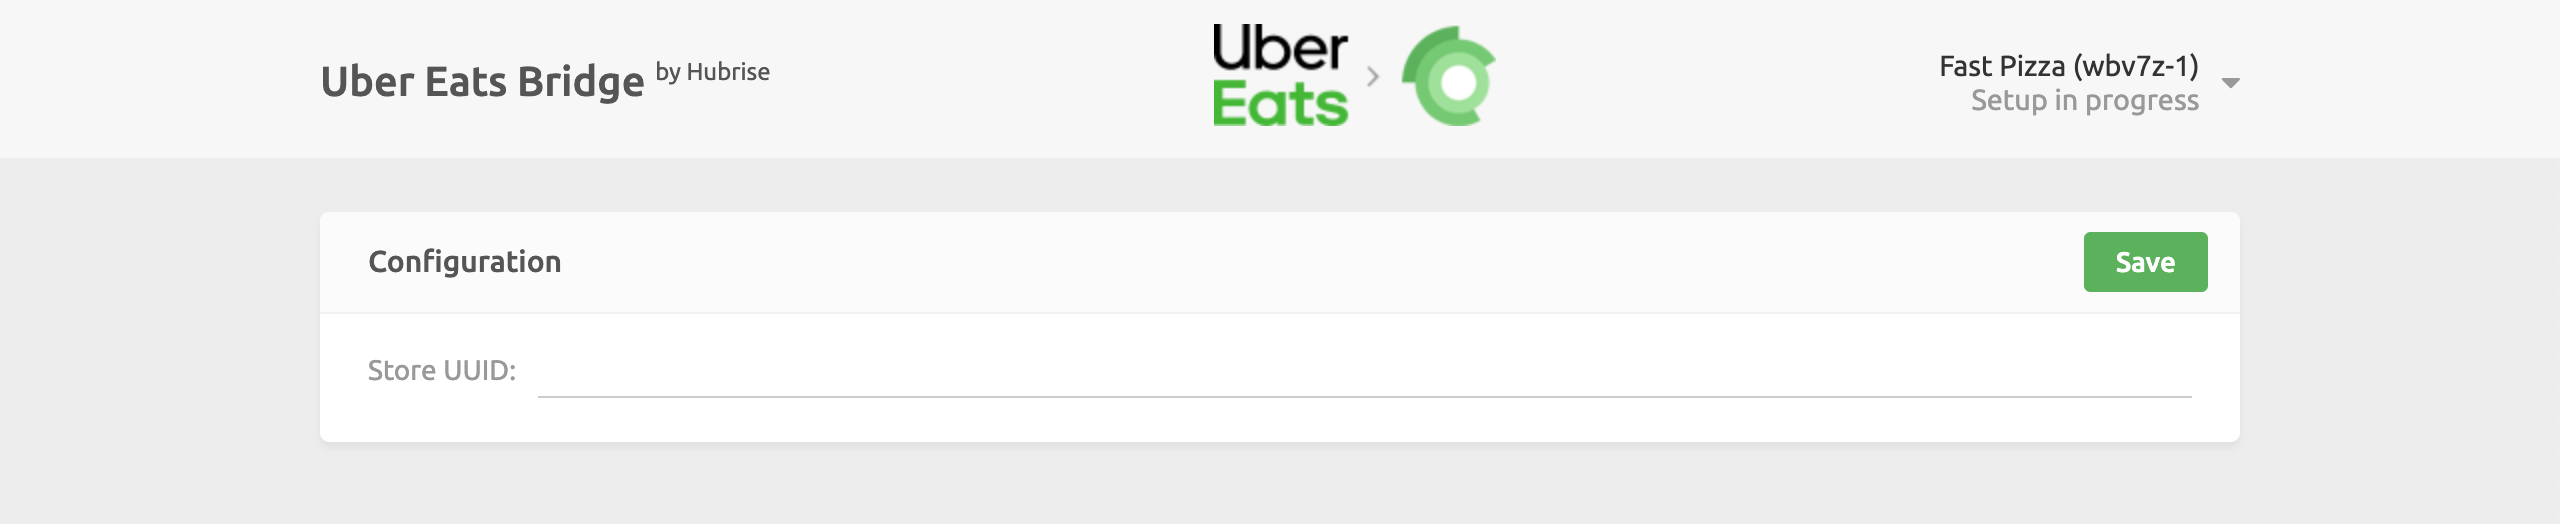 Uber Eats Bridge by Hubrise
Uber
Eats
Fast Pizza (wbv7z-1)
Setup in progress
Configuration
Save
Store UUID: